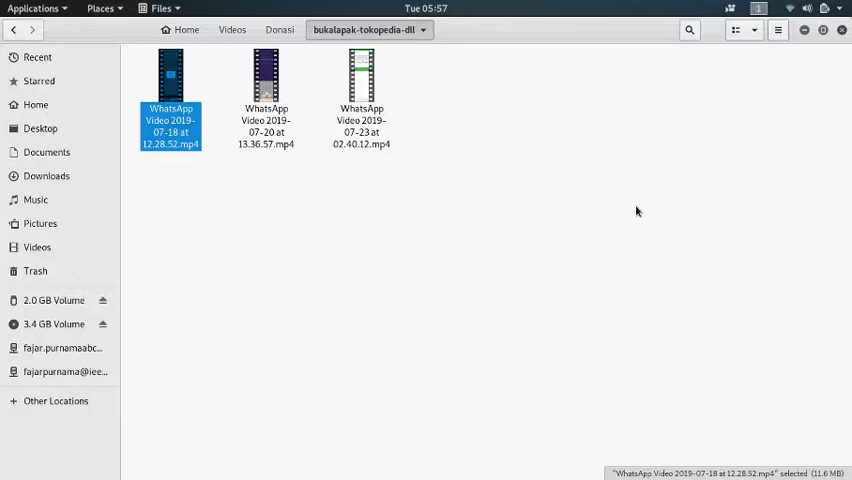 Applications Places Files Tue 05:57 1
Home Videos Donasi bukalapak-tokopedia-dll
Recent
Starred
Home
Desktop
Documents
Downloads
Music
Pictures
Videos
Trash
2.0 GB Volume
3.4 GB Volume
fajar.purnamaabc...
fajarpurnama@iee...
+ Other Locations
WhatsApp
Video 2019-
07-18 at
12.28.52.mp4
WhatsApp
Video 2019-
07-20 at
13.36.57.mp4
WhatsApp
Video 2019-
07-23 at
02.40.12.mp4
"WhatsApp Video 2019-07-18 at 12.28.52.mp4" selected (11.6 MB)